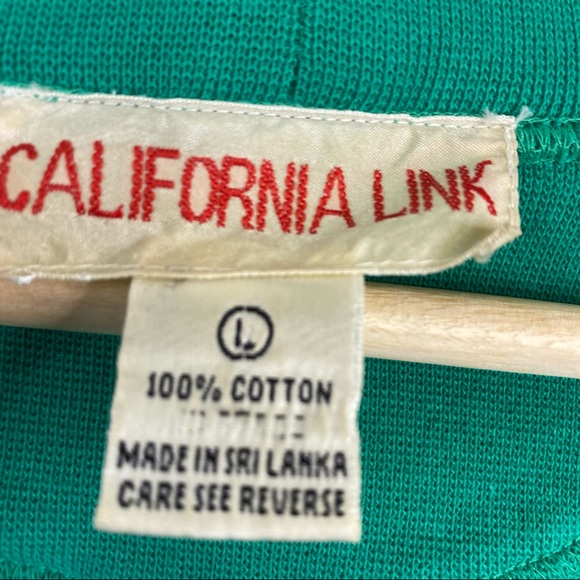 CALIFORNIA LINK
L
100% COTTON
MADE IN SRI LANKA
CARE SEE REVERSE